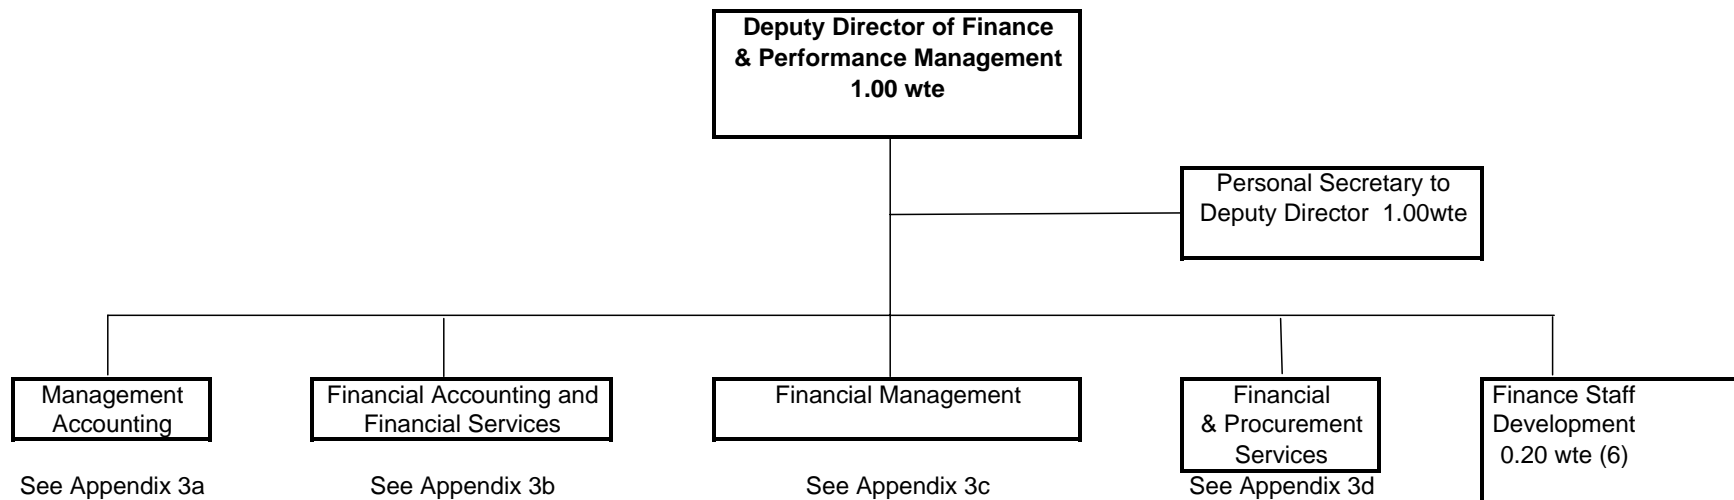 Deputy Director of Finance
& Performance Management
1.00 wte
Personal Secretary to
Deputy Director 1.00wte
Management
Accounting
Financial Accounting and
Financial Services
Financial Management
Financial
& Procurement
Services
Finance Staff
Development
0.20 wte (6)
See Appendix 3a
See Appendix 3b
See Appendix 3c
See Appendix 3d